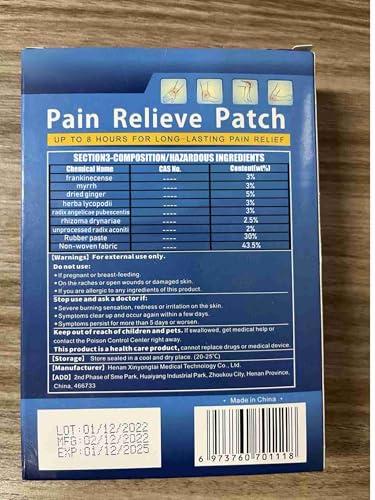 Pain Relieve Patch
UP TO 8 HOURS FOR LONG-LASTING PAIN RELIEF
SECTION3-COMPOSITION/HAZARDOUS INGREDIENTS
Chemical Name CAS No. Content(wt%)
frankincense ---- 3%
myrrh ---- 3%
dried ginger ---- 5%
herba lycopodii ---- 3%
radix angelicae pubescentis ---- 3%
rhizoma drynariae ---- 2.5%
unprocessed radix aconiti ---- 2%
Rubber paste ---- 30%
Non-woven fabric ---- 43.5%
【Warnings】 For external use only.
Do not use:
• If pregnant or breast-feeding.
• On the raches or open wounds or damaged skin.
• If you are allergic to any ingredients of this product.
Stop use and ask a doctor if:
• Severe burning sensation, redness or irritation on the skin.
• Symptoms clear up and occur again within a few days.
• Symptoms persist for more than 5 days or worsen.
Keep out of reach of children and pets. If swallowed, get medical help or
contact the Poison Control Center right away.
This product is a health care product, cannot replace drugs or medical device.
【Storage】 Store sealed in a cool and dry place. (20-25℃)
【Manufacturer】 Henan Xinyongtai Medical Technology Co., Ltd.
【ADD】 2nd Phase of Sme Park, Huaiyang Industrial Park, Zhoukou City, Henan Province,
China, 466733
Made in China
LOT: 01/12/2022
MFG: 02/12/2022
EXP: 01/12/2025
6 973760 701118